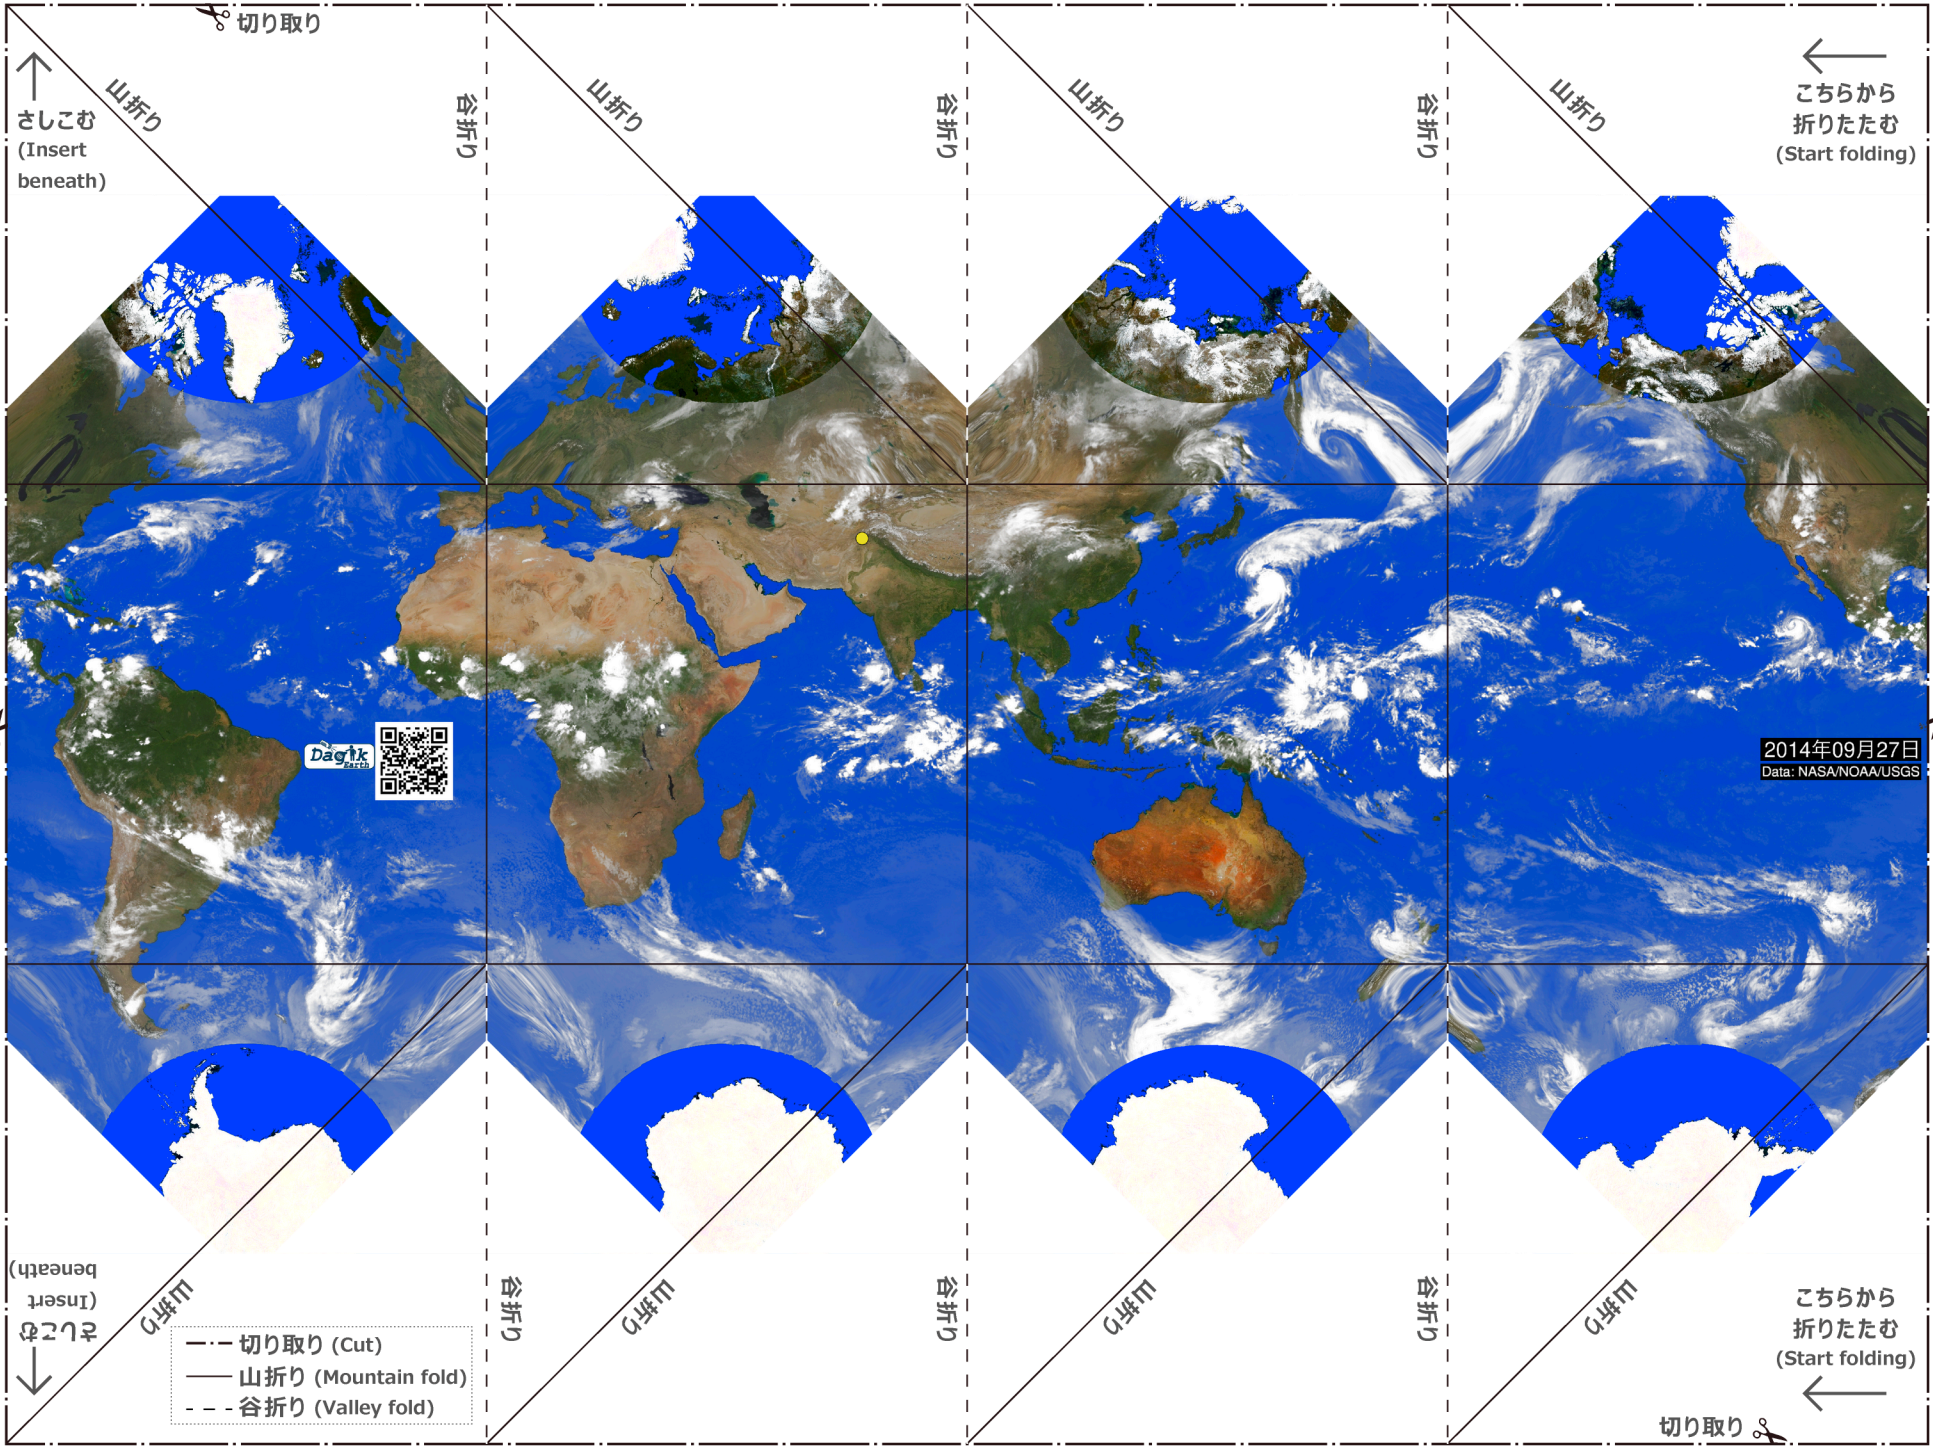 切り取り
さしこむ
(Insert
beneath)
山折り
谷折り
山折り
谷折り
山折り
谷折り
山折り
こちらから
折りたたむ
(Start folding)
Dagik
Earth
2014年09月27日
Data: NASA/NOAA/USGS
さしこむ
(Insert
beneath)
山折り
谷折り
山折り
谷折り
山折り
谷折り
山折り
こちらから
折りたたむ
(Start folding)
切り取り (Cut)
山折り (Mountain fold)
谷折り (Valley fold)
切り取り